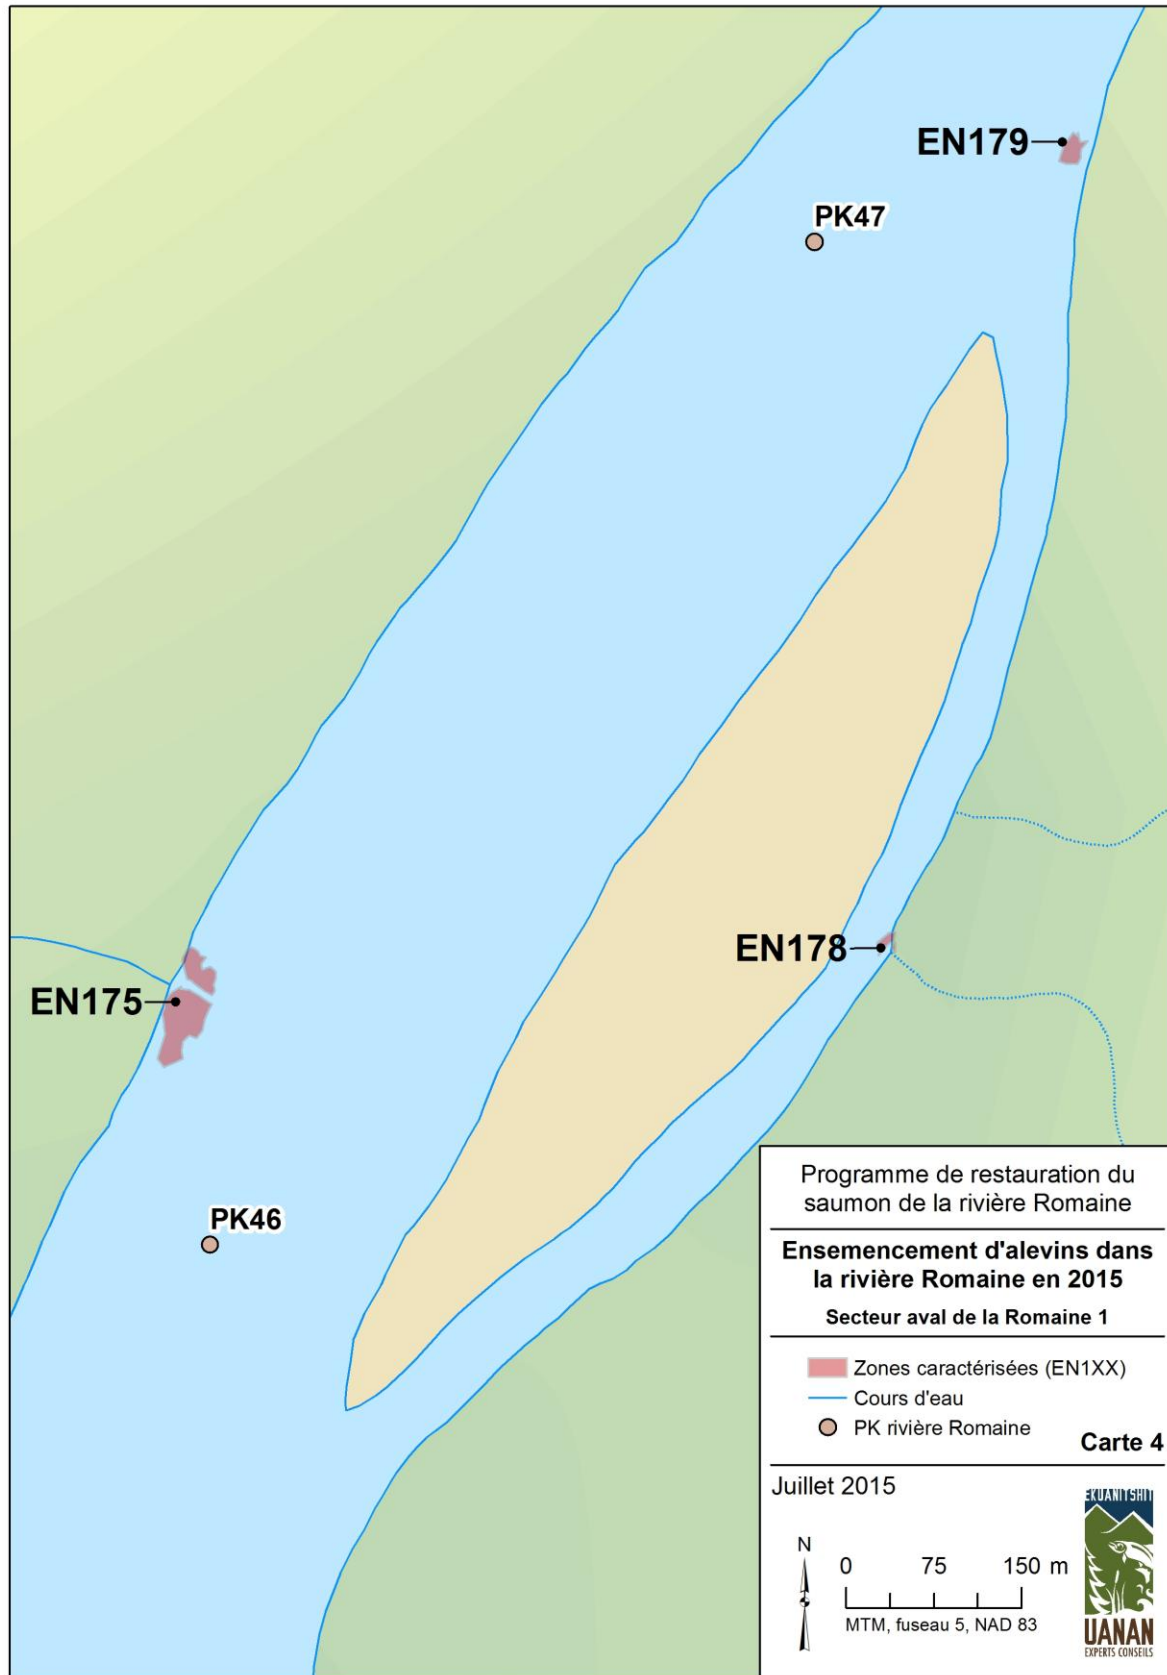 EN179
PK47
EN178
EN175
PK46
Programme de restauration du
saumon de la rivière Romaine
Ensemencement d'alevins dans
la rivière Romaine en 2015
Secteur aval de la Romaine 1
Zones caractérisées (EN1XX)
Cours d'eau
PK rivière Romaine
Carte 4
Juillet 2015
N
0 75 150 m
MTM, fuseau 5, NAD 83
EKUANITSHIT
UANAN
EXPERTS CONSEILS